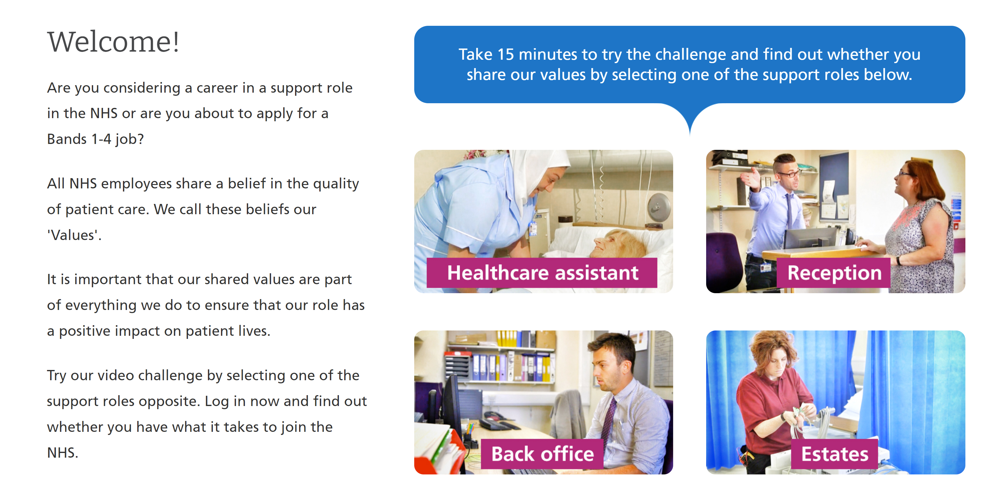 Welcome!
Are you considering a career in a support role
in the NHS or are you about to apply for a
Bands 1-4 job?
All NHS employees share a belief in the quality
of patient care. We call these beliefs our
'Values'.
It is important that our shared values are part
of everything we do to ensure that our role has
a positive impact on patient lives.
Try our video challenge by selecting one of the
support roles opposite. Log in now and find out
whether you have what it takes to join the
NHS.
Take 15 minutes to try the challenge and find out whether you
share our values by selecting one of the support roles below.
Healthcare assistant
Reception
Back office
Estates